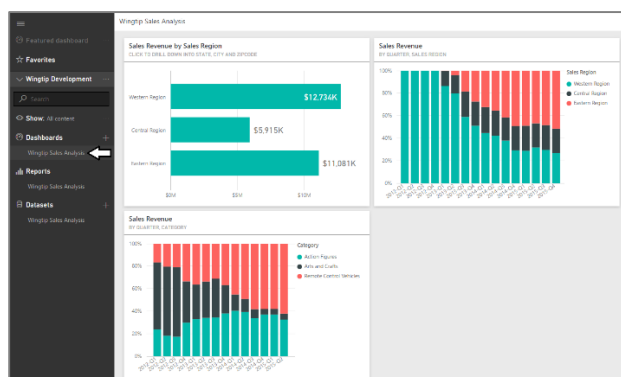 Wingtip Sales Analysis
Featured dashboard
Favorites
Wingtip Development
Search
Show: All content
Dashboards
Wingtip Sales Analysis
Reports
Wingtip Sales Analysis
Datasets
Wingtip Sales Analysis
Sales Revenue by Sales Region
CLICK TO DRILL DOWN INTO STATE, CITY AND ZIPCODE
Western Region
$12,734K
Central Region
$5,915K
Eastern Region
$11,081K
$0M
$10M
Sales Revenue
BY QUARTER, SALES REGION
100%
80%
60%
40%
20%
0%
Sales Region
Western Region
Central Region
Eastern Region
Sales Revenue
BY QUARTER, CATEGORY
100%
80%
60%
40%
20%
0%
Category
Action Figures
Arts and Crafts
Remote Control Vehicles